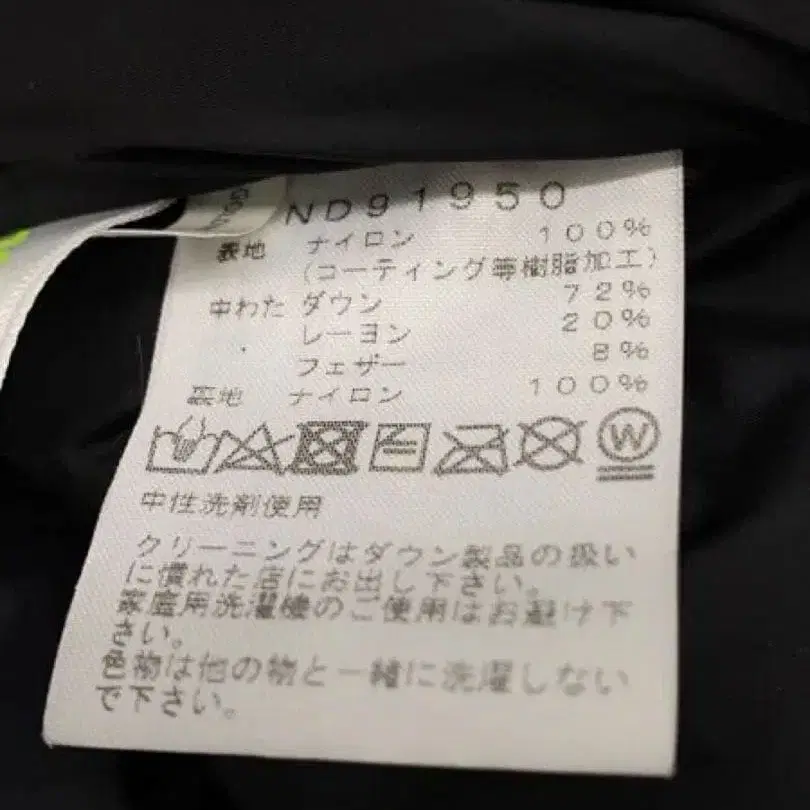 ND91950
表地 ナイロン 100%
(コーティング等樹脂加工)
中わた ダウン 72%
レーヨン 20%
フェザー 8%
裏地 ナイロン 100%
W
中性洗剤使用
クリーニングはダウン製品の扱い
に慣れた店にお出し下さい。
家庭用洗濯機のご使用はお避け下
さい。
色物は他の物と一緒に洗濯しない
で下さい。